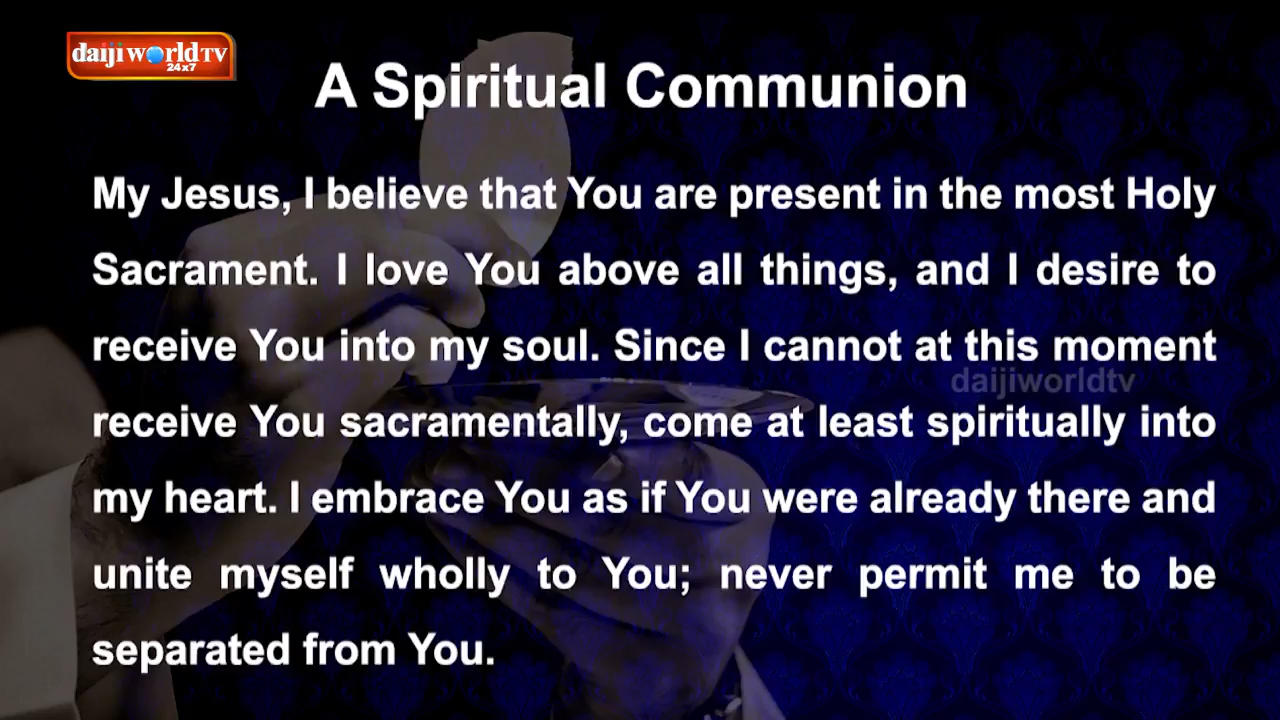 daijiworld TV
24x7
A Spiritual Communion
My Jesus, I believe that You are present in the most Holy
Sacrament. I love You above all things, and I desire to
receive You into my soul. Since I cannot at this moment
daijiworldtv
receive You sacramentally, come at least spiritually into
my heart. I embrace You as if You were already there and
unite myself wholly to You; never permit me to be
separated from You.